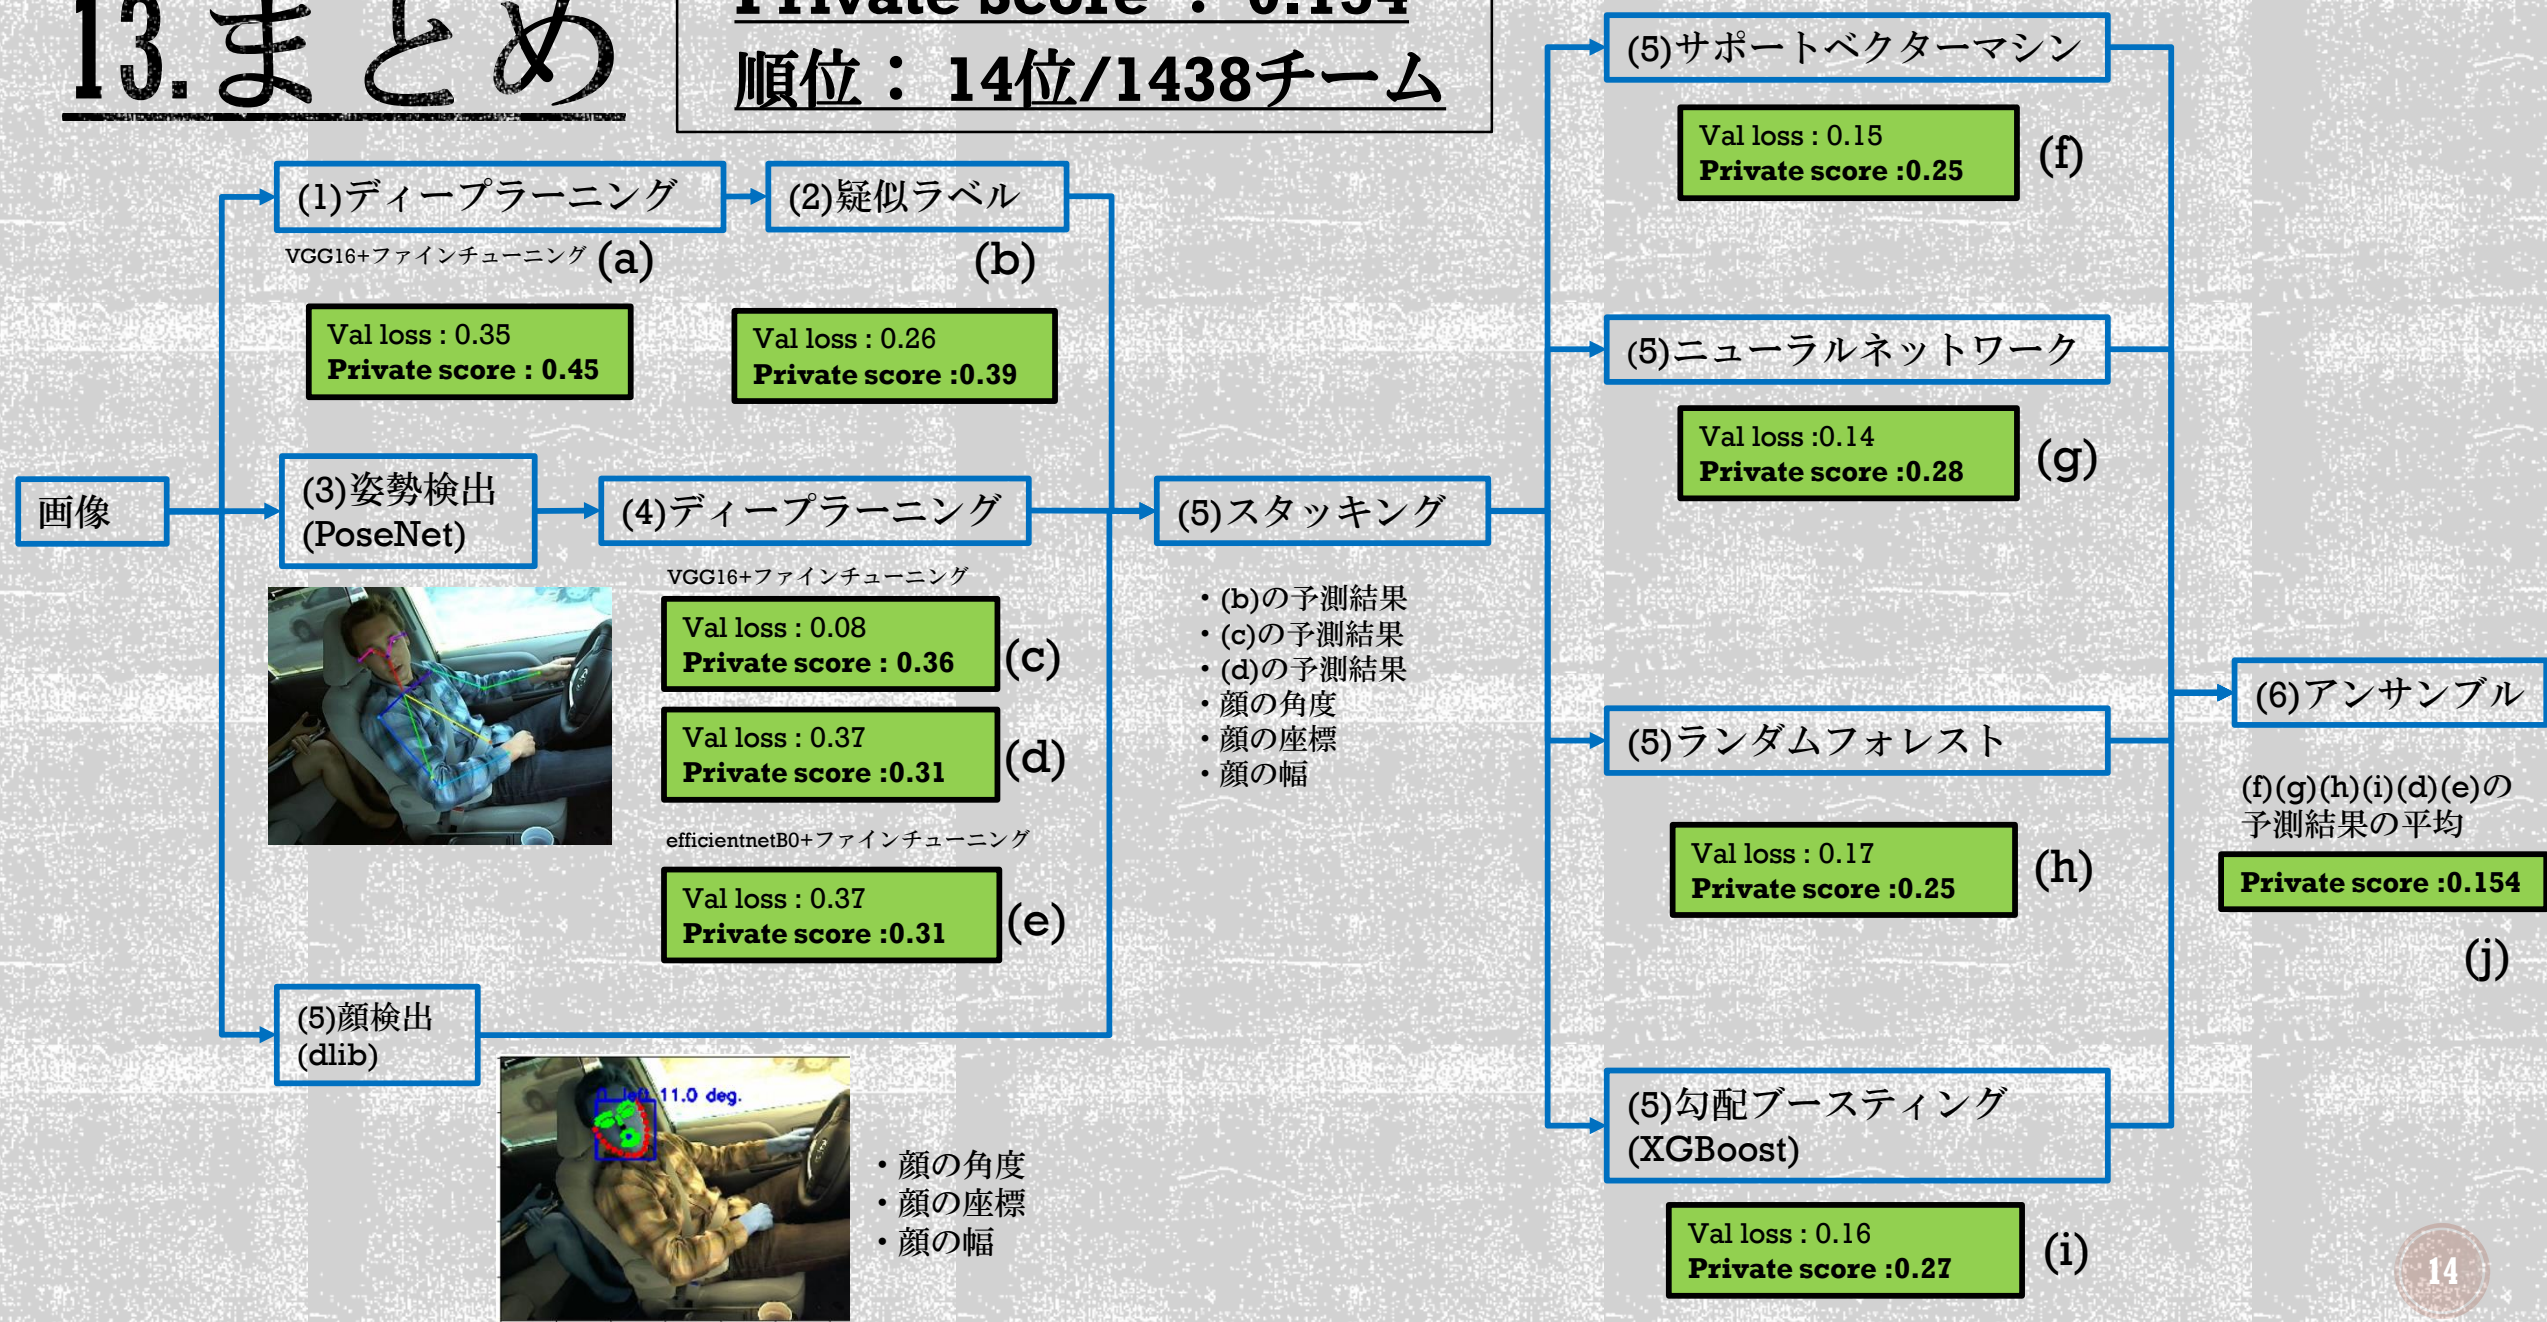 13.まとめ
Private score : 0.154
順位： 14位/1438チーム
画像
(1)ディープラーニング
VGG16+ファインチューニング (a)
Val loss : 0.35
Private score : 0.45
(2)疑似ラベル
(b)
Val loss : 0.26
Private score :0.39
(3)姿勢検出
(PoseNet)
(4)ディープラーニング
VGG16+ファインチューニング
Val loss : 0.08
Private score : 0.36
(c)
Val loss : 0.37
Private score :0.31
(d)
efficientnetB0+ファインチューニング
Val loss : 0.37
Private score :0.31
(e)
(5)顔検出
(dlib)
left 11.0 deg.
・顔の角度
・顔の座標
・顔の幅
(5)スタッキング
・(b)の予測結果
・(c)の予測結果
・(d)の予測結果
・顔の角度
・顔の座標
・顔の幅
(5)サポートベクターマシン
Val loss : 0.15
Private score :0.25
(f)
(5)ニューラルネットワーク
Val loss :0.14
Private score :0.28
(g)
(5)ランダムフォレスト
Val loss : 0.17
Private score :0.25
(h)
(5)勾配ブースティング
(XGBoost)
Val loss : 0.16
Private score :0.27
(i)
(6)アンサンブル
(f)(g)(h)(i)(d)(e)の
予測結果の平均
Private score :0.154
(j)
14